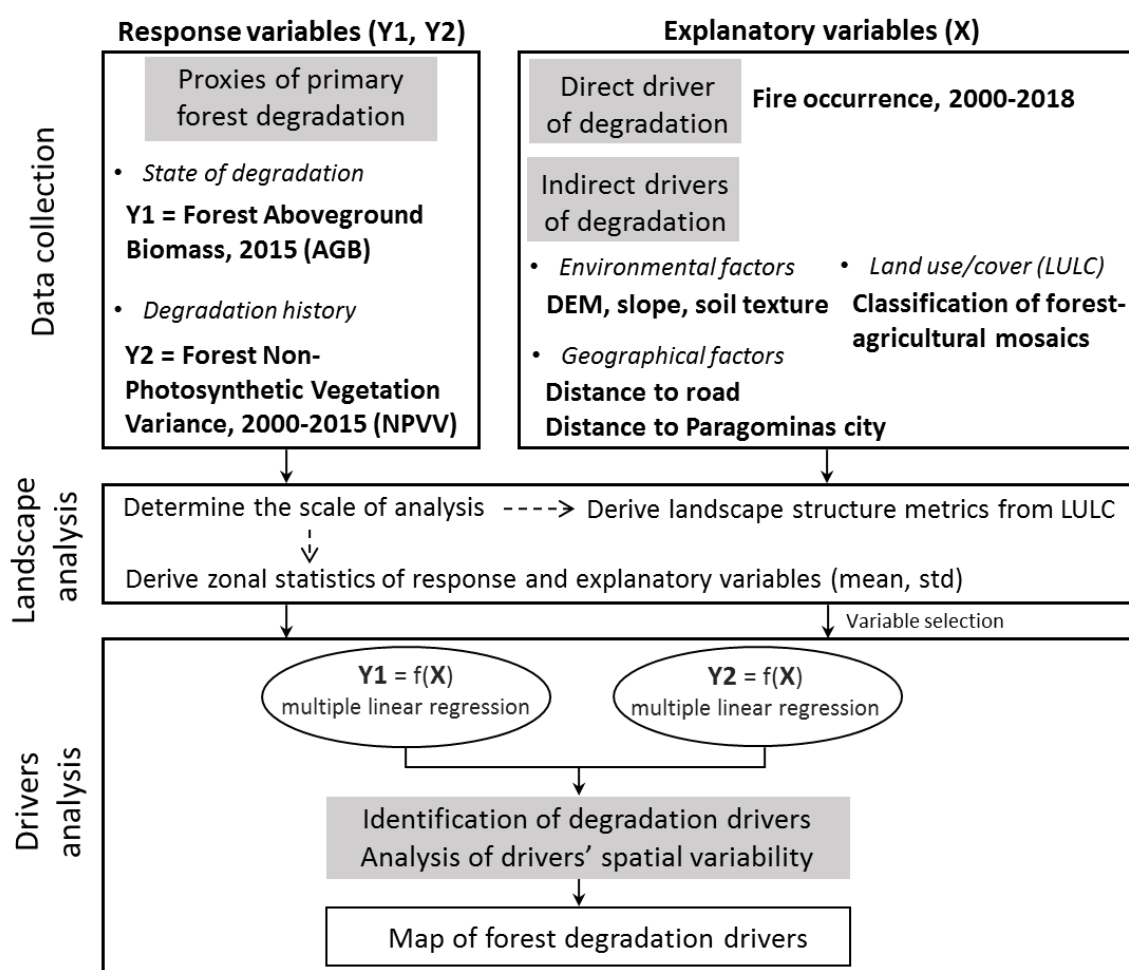 Response variables (Y1, Y2)
Explanatory variables (X)
Data collection
Proxies of primary
forest degradation
• State of degradation
Y1 = Forest Aboveground
Biomass, 2015 (AGB)
• Degradation history
Y2 = Forest Non-
Photosynthetic Vegetation
Variance, 2000-2015 (NPVV)
Direct driver
of degradation
Fire occurrence, 2000-2018
Indirect drivers
of degradation
• Environmental factors
DEM, slope, soil texture
• Geographical factors
Distance to road
Distance to Paragominas city
• Land use/cover (LULC)
Classification of forest-
agricultural mosaics
Landscape
analysis
Determine the scale of analysis
Derive landscape structure metrics from LULC
Derive zonal statistics of response and explanatory variables (mean, std)
Variable selection
Drivers
analysis
Y1 = f(X)
multiple linear regression
Y2 = f(X)
multiple linear regression
Identification of degradation drivers
Analysis of drivers’ spatial variability
Map of forest degradation drivers